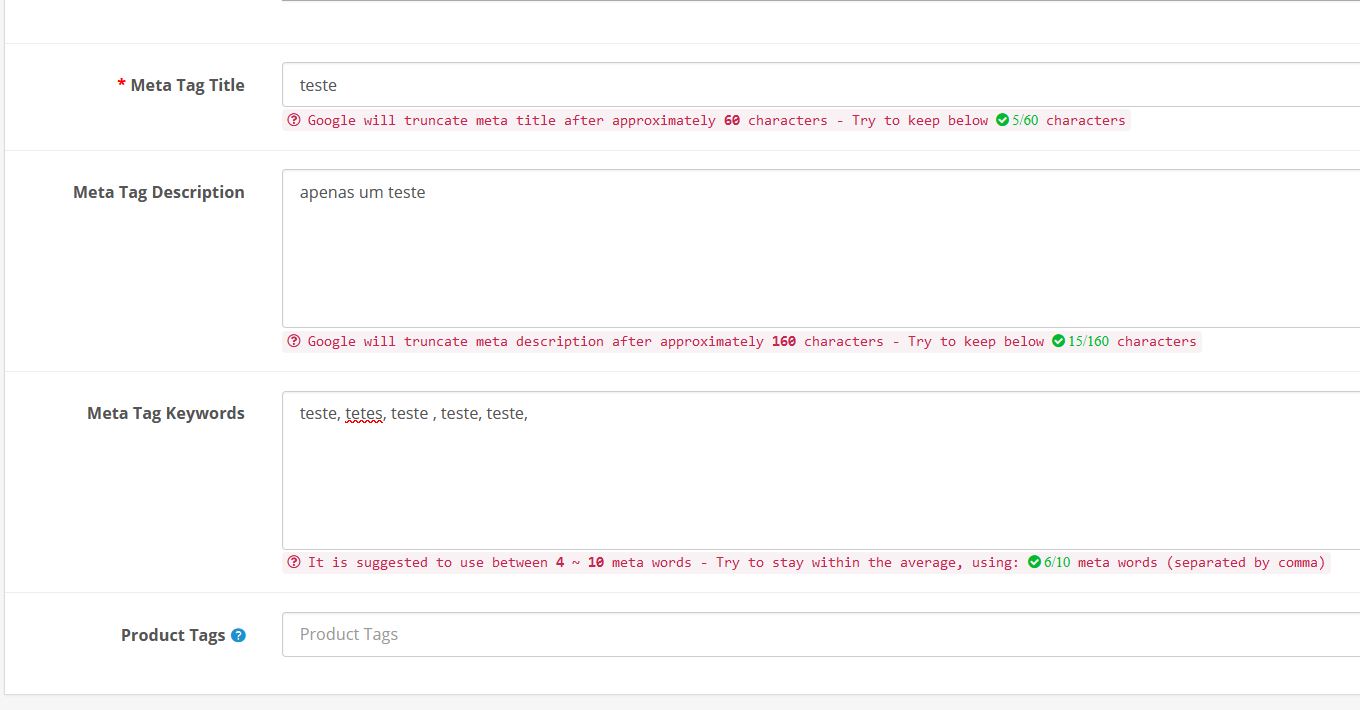 * Meta Tag Title
teste
Google will truncate meta title after approximately 60 characters - Try to keep below 5/60 characters
Meta Tag Description
apenas um teste
Google will truncate meta description after approximately 160 characters - Try to keep below 15/160 characters
Meta Tag Keywords
teste, tetes, teste , teste, teste,
It is suggested to use between 4 ~ 10 meta words - Try to stay within the average, using: 6/10 meta words (separated by comma)
Product Tags
Product Tags